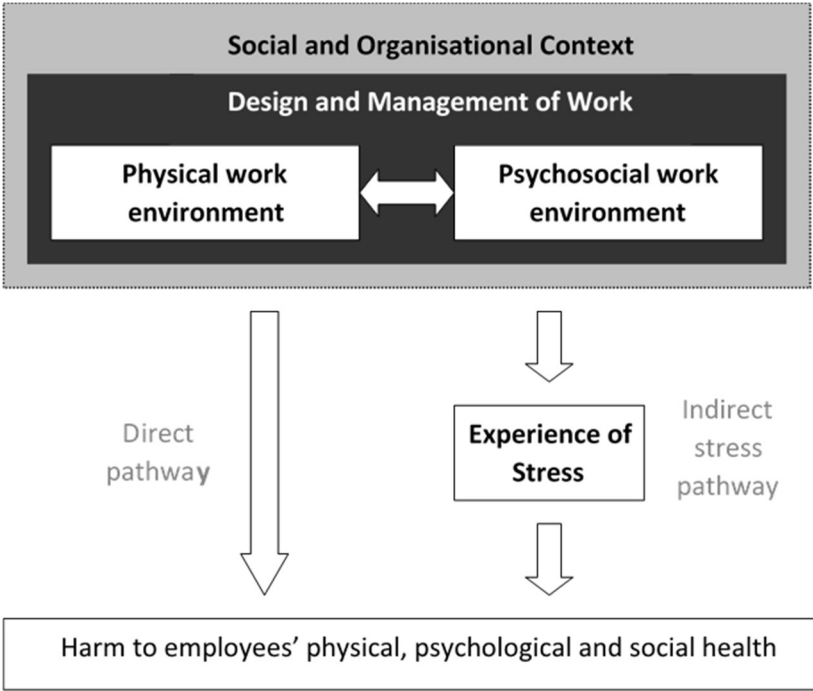 Social and Organisational Context
Design and Management of Work
Physical work
environment
Psychosocial work
environment
Direct
pathway
Experience of
Stress
Indirect
stress
pathway
Harm to employees’ physical, psychological and social health